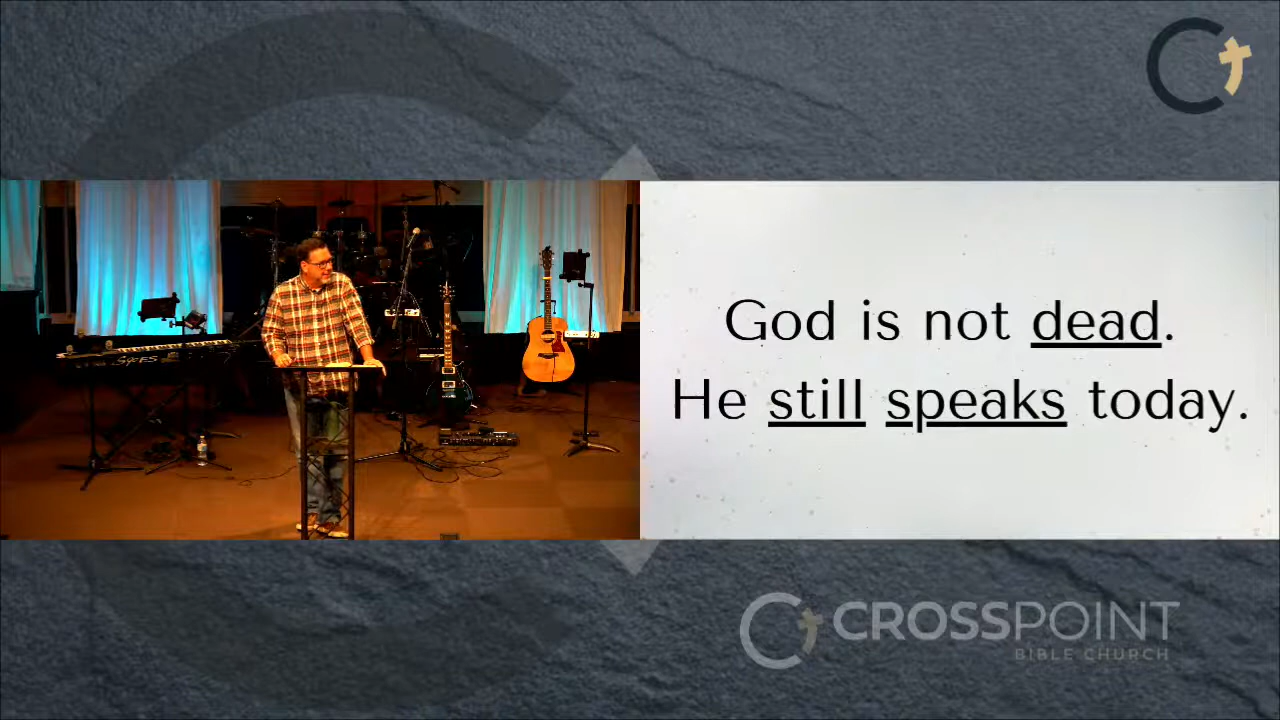 God is not dead.
He still speaks today.
CROSSPOINT
BIBLE CHURCH